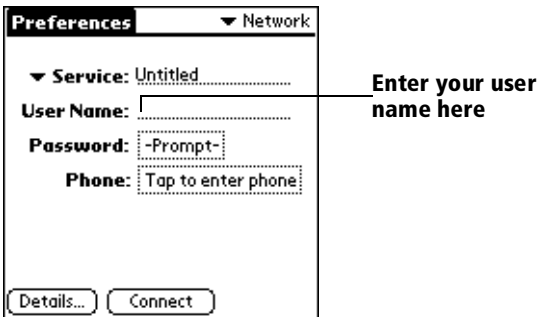 Preferences ▼ Network
▼ Service: Untitled
User Name:
Password: -Prompt-
Phone: Tap to enter phone
Details... Connect
Enter your user
name here